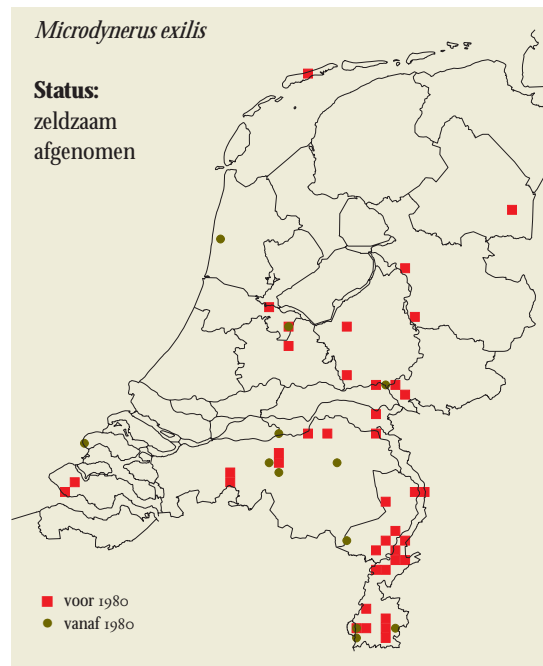 Microdynerus exilis
Status:
zeldzaam
afgenomen
voor 1980
vanaf 1980